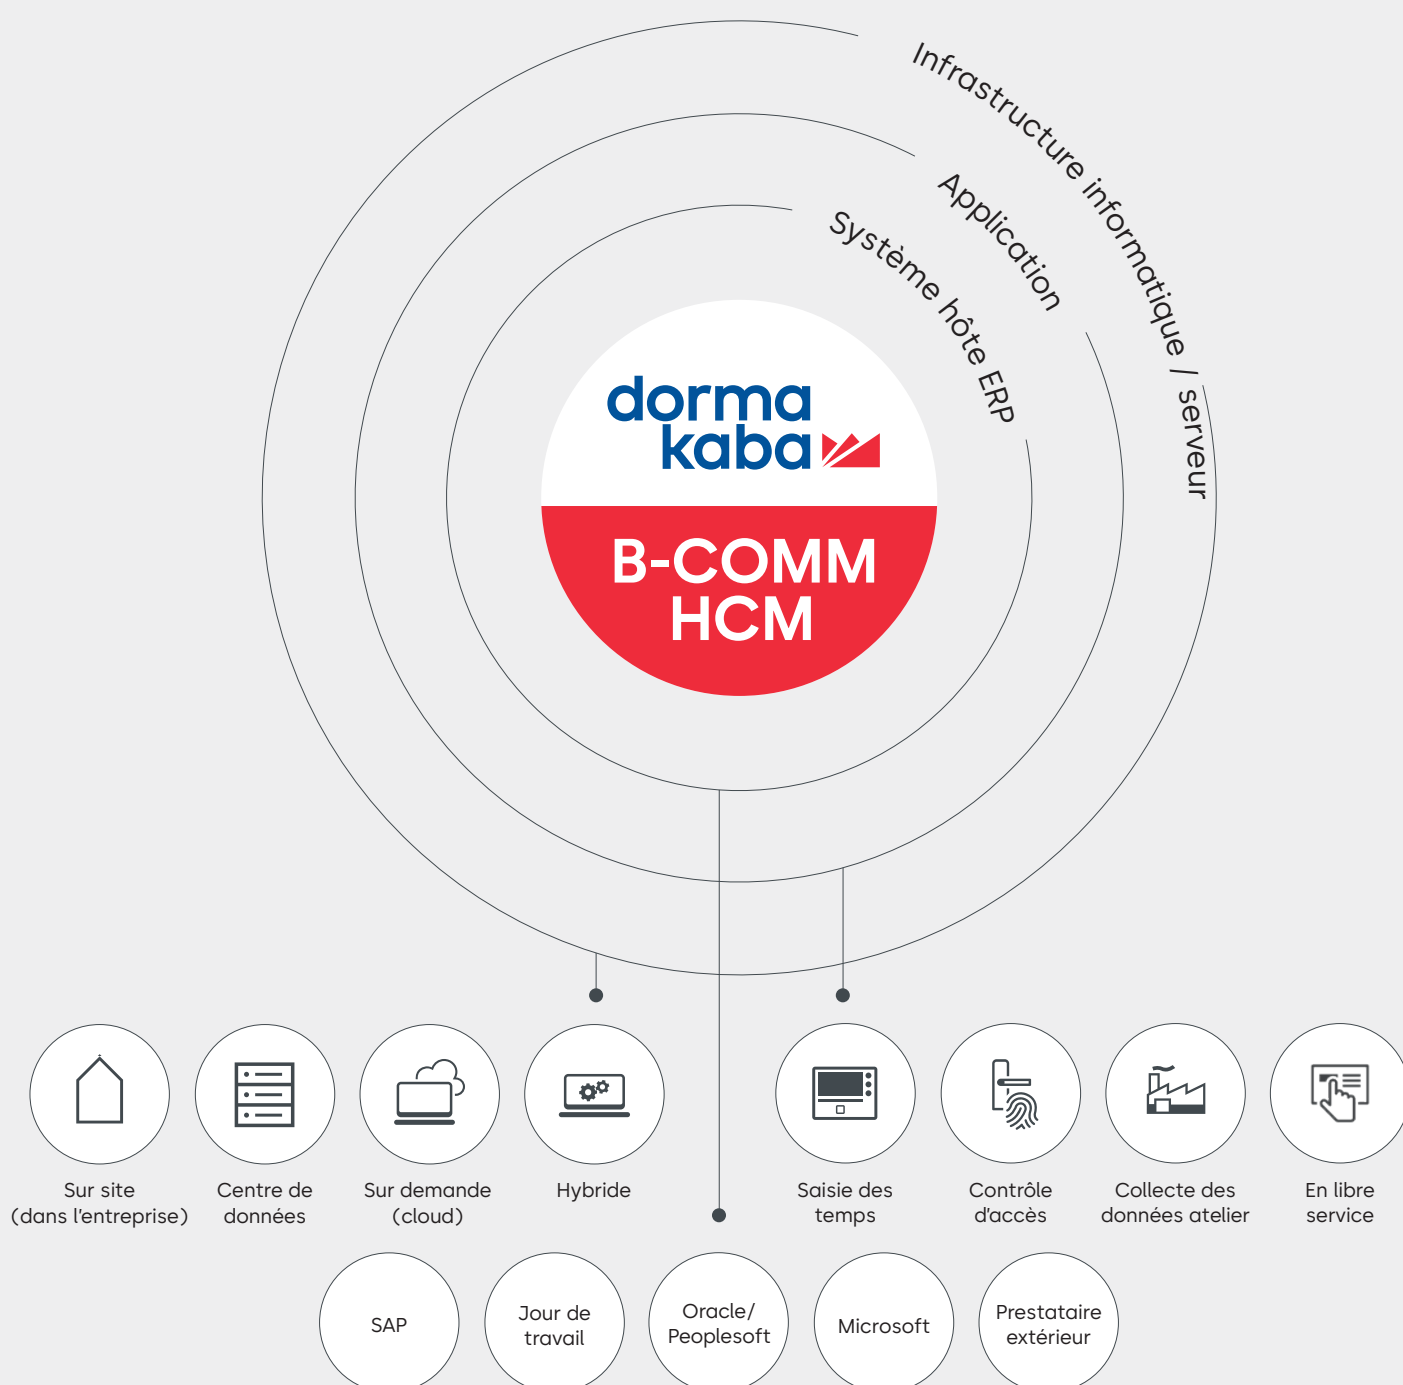 Infrastructure informatique / serveur
Application
Système hôte ERP
dorma
kaba
B-COMM
HCM
Sur site
(dans l'entreprise)
Centre de
données
Sur demande
(cloud)
Hybride
Saisie des
temps
Contrôle
d'accès
Collecte des
données atelier
En libre
service
SAP
Jour de
travail
Oracle/
Peoplesoft
Microsoft
Prestataire
extérieur